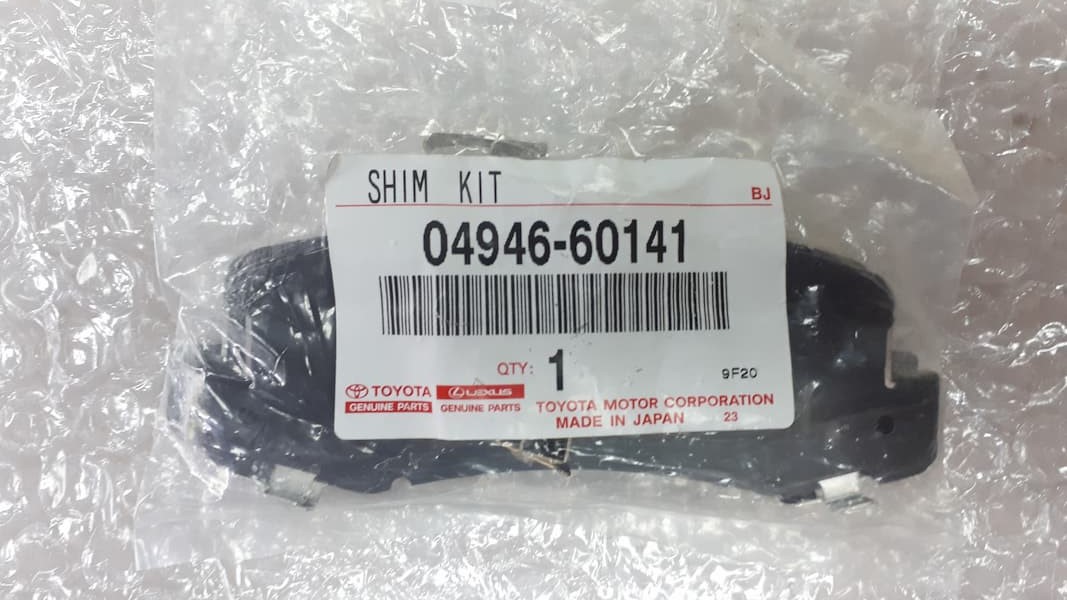 SHIM KIT BJ
04946-60141
QTY: 1
9F20
TOYOTA LEXUS
GENUINE PARTS GENUINE PARTS
TOYOTA MOTOR CORPORATION
MADE IN JAPAN 23